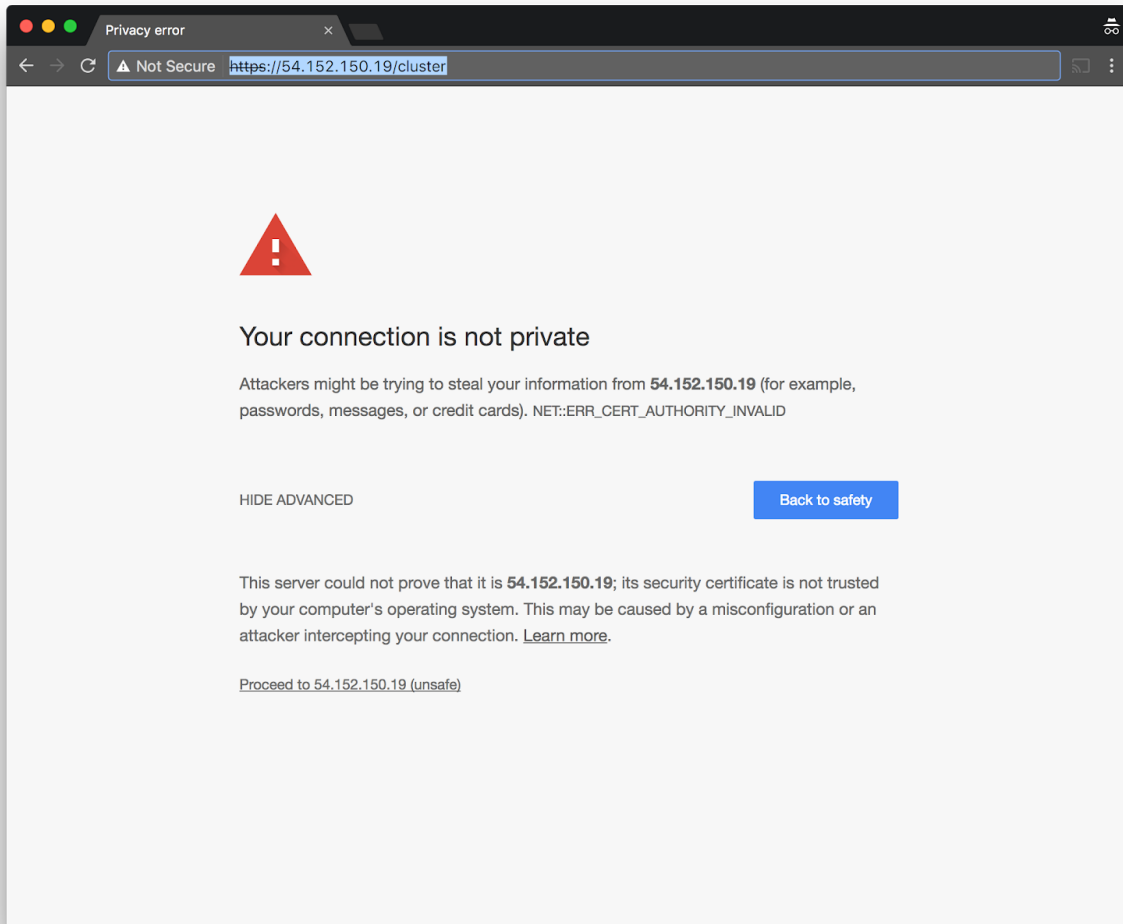 Privacy error
Not Secure https://54.152.150.19/cluster
Your connection is not private
Attackers might be trying to steal your information from 54.152.150.19 (for example,
passwords, messages, or credit cards). NET::ERR_CERT_AUTHORITY_INVALID
HIDE ADVANCED
Back to safety
This server could not prove that it is 54.152.150.19; its security certificate is not trusted
by your computer's operating system. This may be caused by a misconfiguration or an
attacker intercepting your connection. Learn more.
Proceed to 54.152.150.19 (unsafe)